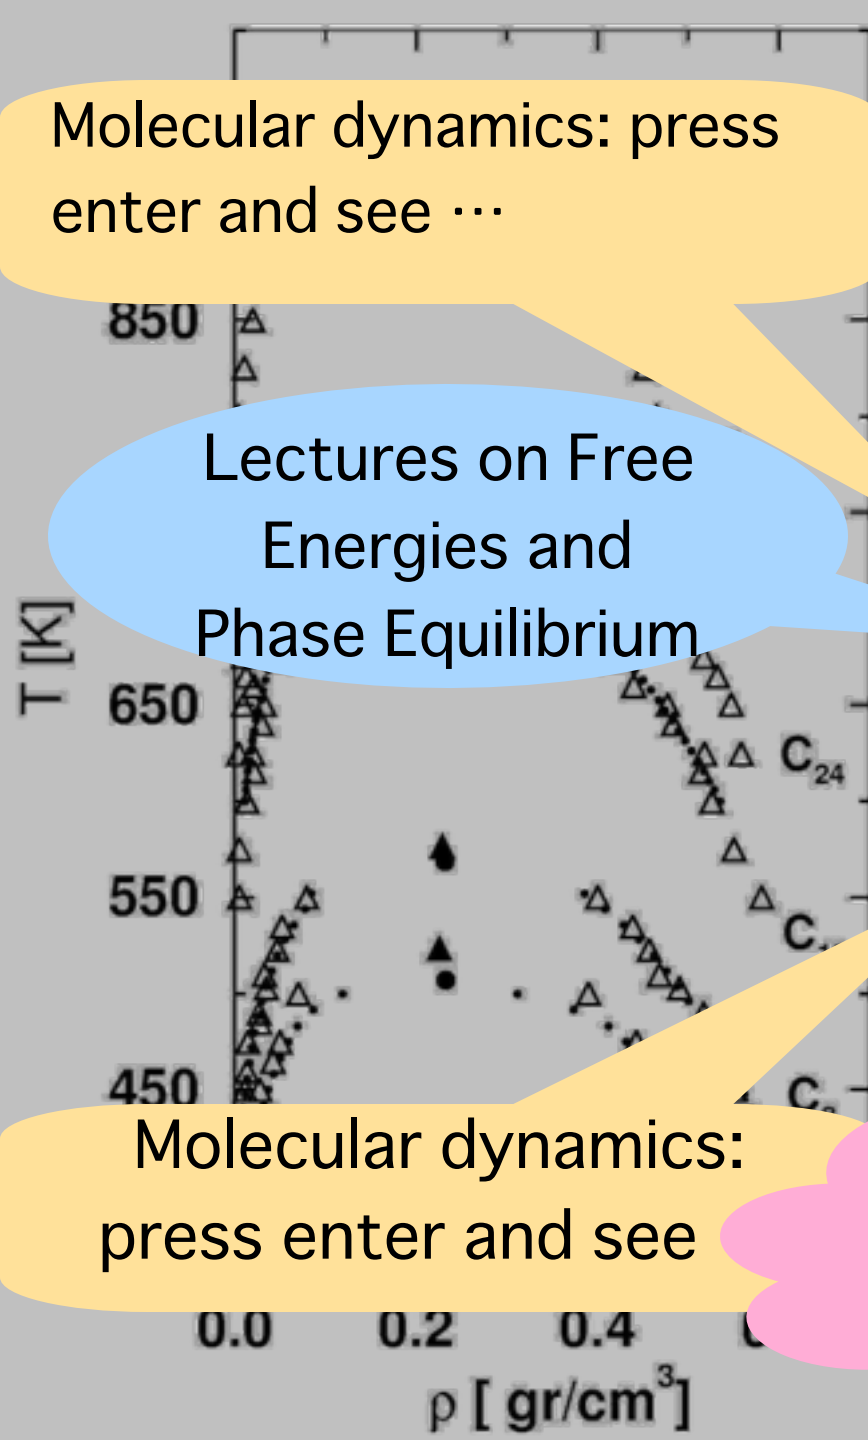 Molecular dynamics: press
enter and see ⋯
850
Lectures on Free
Energies and
Phase Equilibrium
T [K]
650
C24
550
C
450
C
Molecular dynamics:
press enter and see
0.0 0.2 0.4
ρ [ gr/cm³]